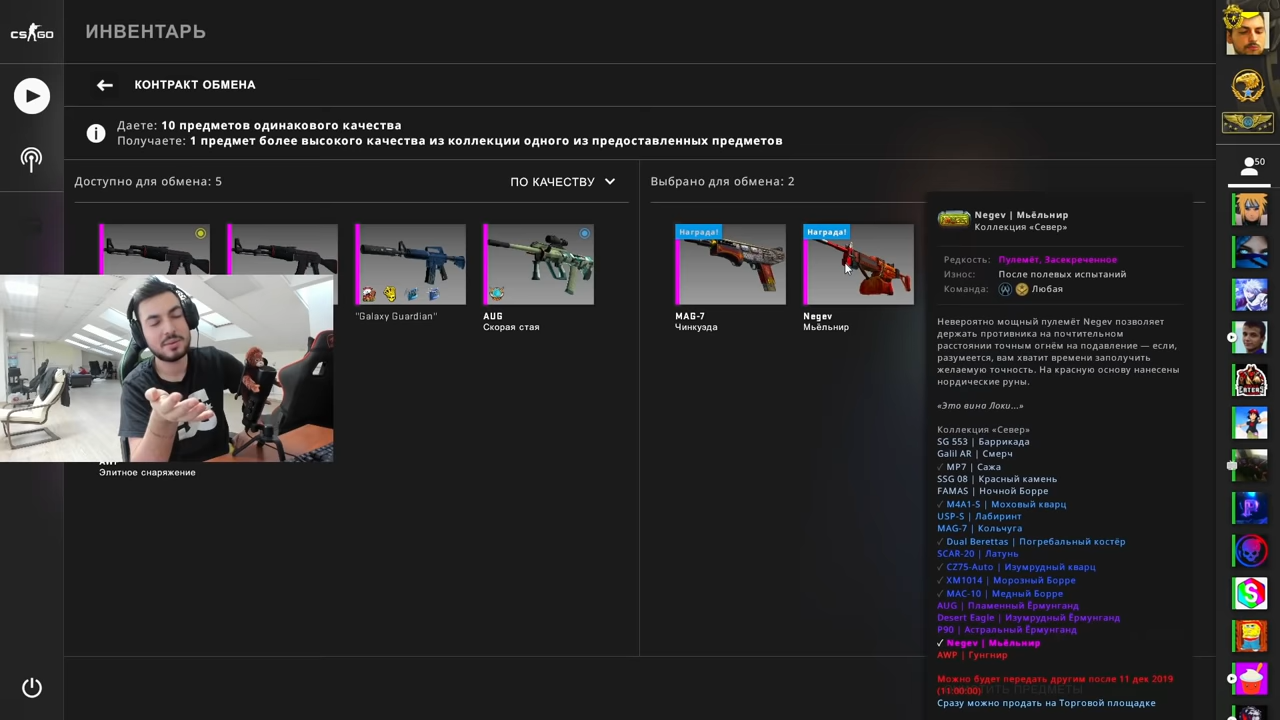 CS:GO
ИНВЕНТАРЬ
КОНТРАКТ ОБМЕНА
Даете: 10 предметов одинакового качества
Получаете: 1 предмет более высокого качества из коллекции одного из предоставленных предметов
Доступно для обмена: 5
ПО КАЧЕСТВУ
Выбрано для обмена: 2
50
Награда!
Награда!
"Galaxy Guardian"
AUG
Скорая стая
MAG-7
Чинкуэда
Negev
Мьёльнир
Элитное снаряжение
Negev | Мьёльнир
Коллекция «Север»
Редкость: Пулемёт, Засекреченное
Износ: После полевых испытаний
Команда: Любая
Невероятно мощный пулемёт Negev позволяет
держать противника на почтительном
расстоянии точным огнём на подавление — если,
разумеется, вам хватит времени заполучить
желаемую точность. На красную основу нанесены
нордические руны.
«Это вина Локи...»
Коллекция «Север»
SG 553 | Баррикада
Galil AR | Смерч
✓ MP7 | Сажа
SSG 08 | Красный камень
FAMAS | Ночной Борре
✓ M4A1-S | Моховый кварц
USP-S | Лабиринт
MAG-7 | Кольчуга
✓ Dual Berettas | Погребальный костёр
SCAR-20 | Латунь
✓ CZ75-Auto | Изумрудный кварц
✓ XM1014 | Морозный Борре
✓ MAC-10 | Медный Борре
AUG | Пламенный Ёрмунганд
Desert Eagle | Изумрудный Ёрмунганд
P90 | Астральный Ёрмунганд
✓ Negev | Мьёльнир
AWP | Гунгнир
Можно будет передать другим после 11 дек 2019
(11:00:00)
Сразу можно продать на Торговой площадке